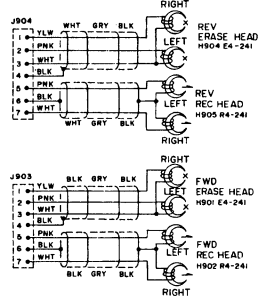 RIGHT
J904
WHT GRY BLK
YLW
1
REV
ERASE HEAD
H904 E4-241
PNK
2
LEFT
WHT
3
BLK
4
PNK
5
RIGHT
REV
REC HEAD
H905 R4-241
BLK
6
LEFT
WHT
7
WHT GRY BLK
RIGHT
RIGHT
J903
BLK GRY BLK
YLW
1
FWD
ERASE HEAD
H901 E4-241
PNK
2
WHT
3
LEFT
BLK
4
PNK
5
FWD
REC HEAD
H902 R4-241
BLK
6
LEFT
WHT
7
BLK GRY BLK
RIGHT